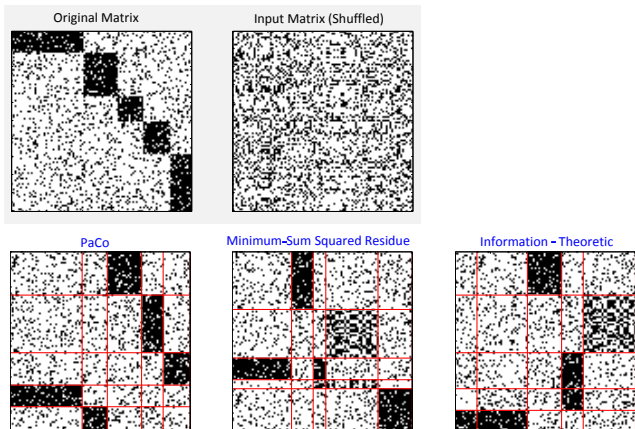 Original Matrix
Input Matrix (Shuffled)
PaCo
Minimum-Sum Squared Residue
Information - Theoretic